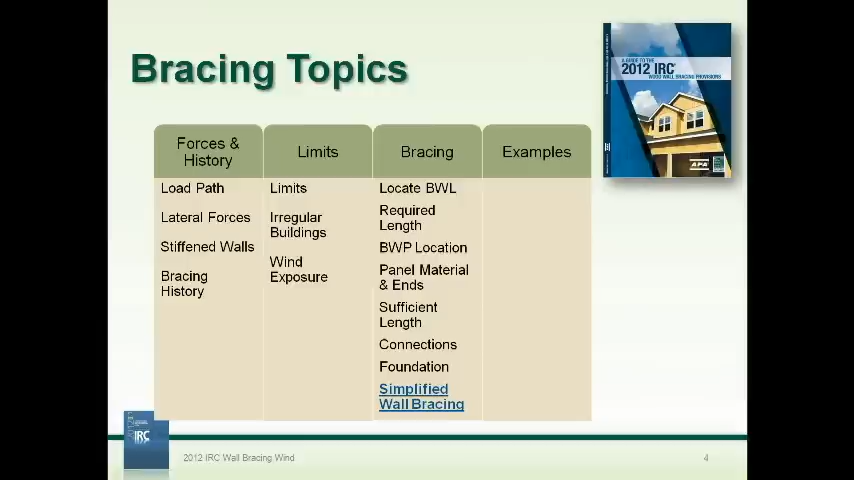 Bracing Topics
A GUIDE TO THE
2012 IRC®
WOOD WALL BRACING PROVISIONS
APA
Forces &
History
Limits
Bracing
Examples
Load Path
Lateral Forces
Stiffened Walls
Bracing
History
Limits
Irregular
Buildings
Wind
Exposure
Locate BWL
Required
Length
BWP Location
Panel Material
& Ends
Sufficient
Length
Connections
Foundation
Simplified
Wall Bracing
IRC
2012 IRC Wall Bracing Wind
4